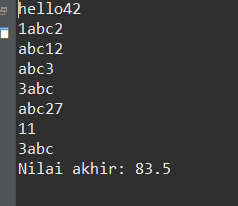 hello42
1abc2
abc12
abc3
3abc
abc27
11
3abc
Nilai akhir: 83.5